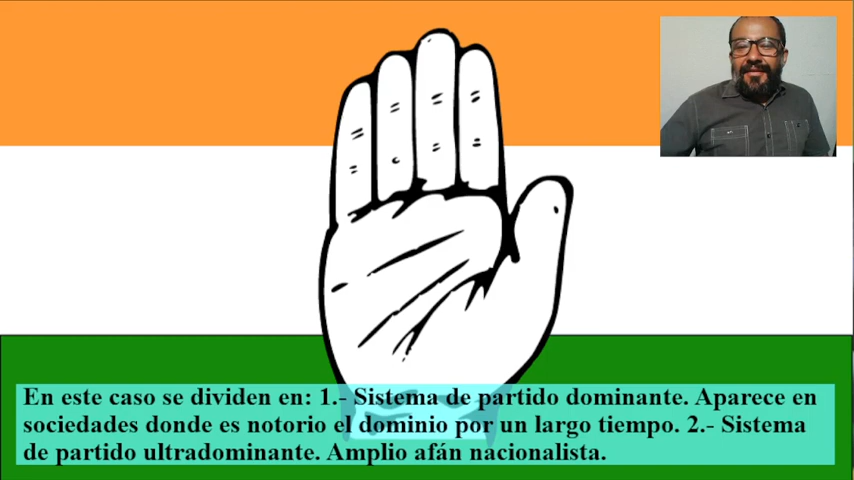 En este caso se dividen en: 1.- Sistema de partido dominante. Aparece en
sociedades donde es notorio el dominio por un largo tiempo. 2.- Sistema
de partido ultradominante. Amplio afán nacionalista.